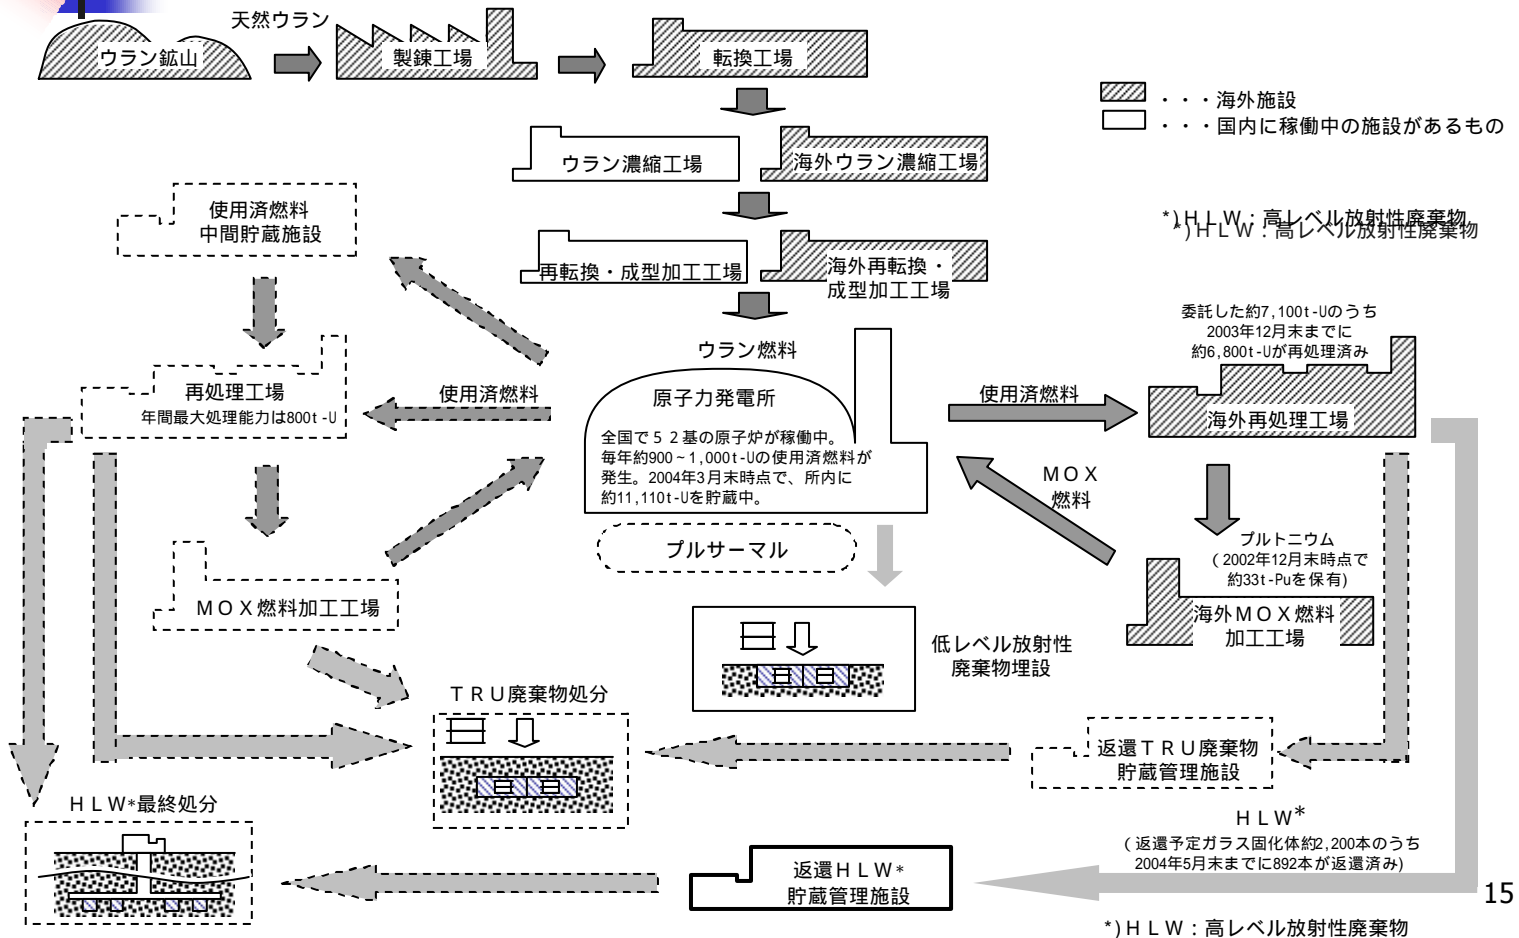 天然ウラン
ウラン鉱山
製錬工場
転換工場
・・・海外施設
・・・国内に稼働中の施設があるもの
ウラン濃縮工場
海外ウラン濃縮工場
*)ＨＬＷ：高レベル放射性廃棄物
*)ＨＬＷ：高レベル放射性廃棄物
使用済燃料
中間貯蔵施設
再転換・成型加工工場
海外再転換・
成型加工工場
ウラン燃料
原子力発電所
全国で５２基の原子炉が稼働中。
毎年約900~1,000t-Uの使用済燃料が
発生。2004年3月末時点で、所内に
約11,110t-Uを貯蔵中。
プルサーマル
使用済燃料
再処理工場
年間最大処理能力は800t-U
使用済燃料
委託した約7,100t-Uのうち
2003年12月末までに
約6,800t-Uが再処理済み
海外再処理工場
ＭＯＸ
燃料
プルトニウム
(2002年12月末時点で
約33t-Puを保有)
海外ＭＯＸ燃料
加工工場
ＭＯＸ燃料加工工場
低レベル放射性
廃棄物埋設
ＴＲＵ廃棄物処分
返還ＴＲＵ廃棄物
貯蔵管理施設
ＨＬＷ*最終処分
ＨＬＷ*
(返還予定ガラス固化体約2,200本のうち
2004年5月末までに892本が返還済み)
返還ＨＬＷ*
貯蔵管理施設
15
*)ＨＬＷ：高レベル放射性廃棄物